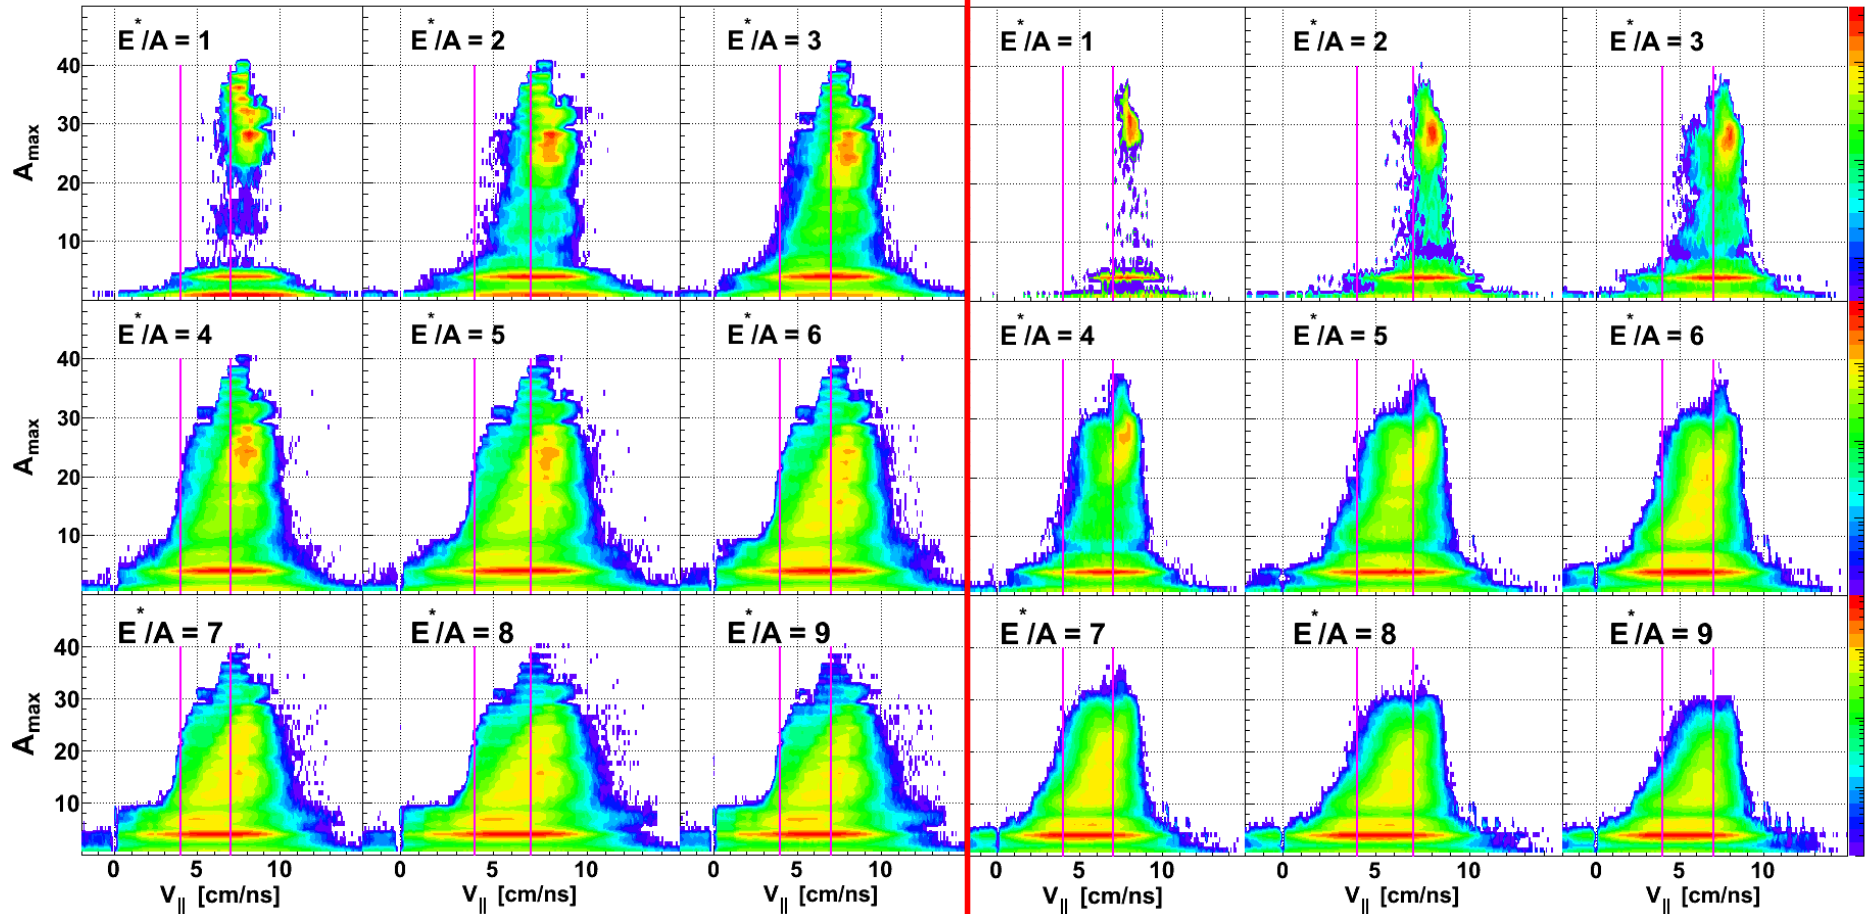 E*/A = 1 E*/A = 2 E*/A = 3 E*/A = 1 E*/A = 2 E*/A = 3
40
30
20
10
Amax
E*/A = 4 E*/A = 5 E*/A = 6 E*/A = 4 E*/A = 5 E*/A = 6
40
30
20
10
Amax
E*/A = 7 E*/A = 8 E*/A = 9 E*/A = 7 E*/A = 8 E*/A = 9
40
30
20
10
Amax
0 5 10 0 5 10 0 5 10 0 5 10 0 5 10 0 5 10
V|| [cm/ns] V|| [cm/ns] V|| [cm/ns] V|| [cm/ns] V|| [cm/ns] V|| [cm/ns]